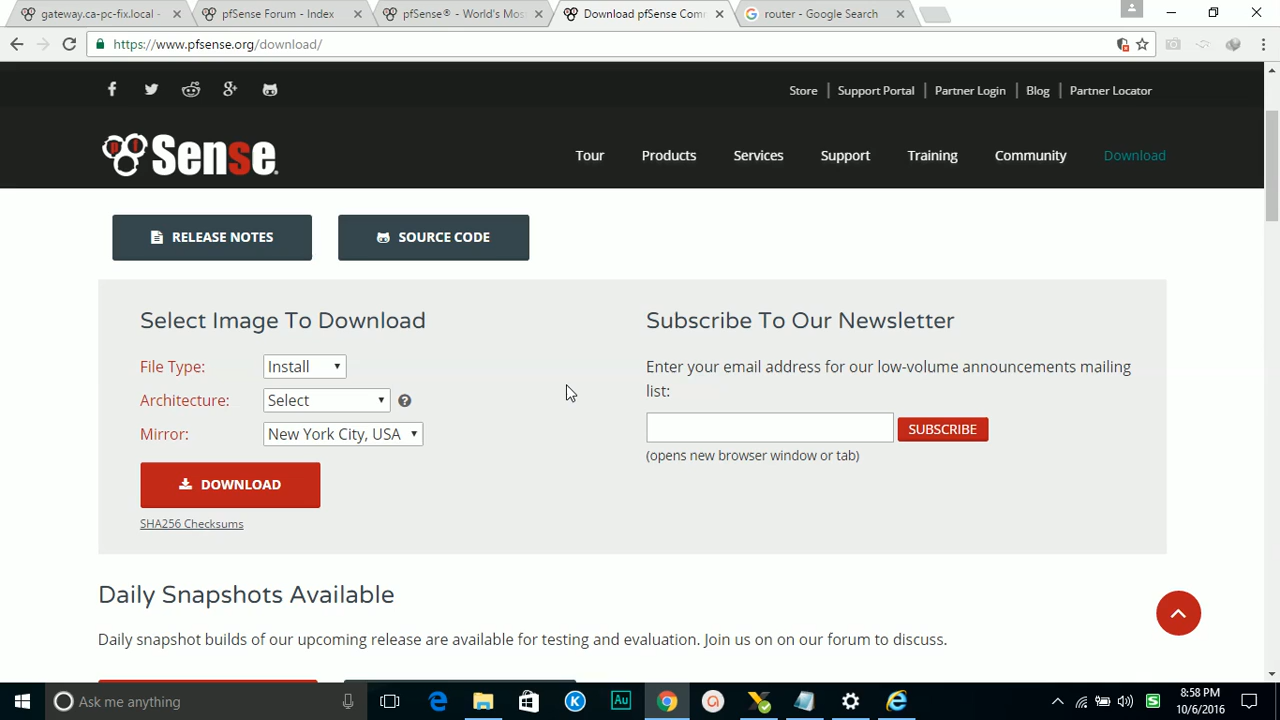 gateway.ca-pc-fix.local -
pfSense Forum - Index
pfSense® - World's Mos
Download pfSense Com
router - Google Search
https://www.pfsense.org/download/
Store
Support Portal
Partner Login
Blog
Partner Locator
pf Sense.
Tour
Products
Services
Support
Training
Community
Download
RELEASE NOTES
SOURCE CODE
Select Image To Download
File Type:
Install
Architecture:
Select
Mirror:
New York City, USA
DOWNLOAD
SHA256 Checksums
Subscribe To Our Newsletter
Enter your email address for our low-volume announcements mailing
list:
SUBSCRIBE
(opens new browser window or tab)
Daily Snapshots Available
Daily snapshot builds of our upcoming release are available for testing and evaluation. Join us on on our forum to discuss.
Ask me anything
8:58 PM
10/6/2016